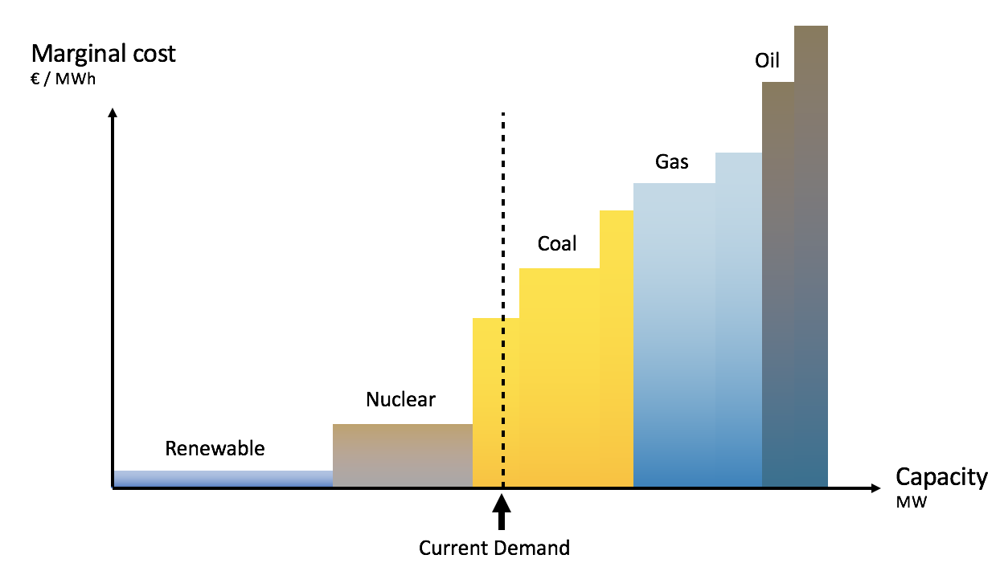 Marginal cost
€ / MWh
Oil
Gas
Coal
Nuclear
Renewable
Capacity
MW
Current Demand